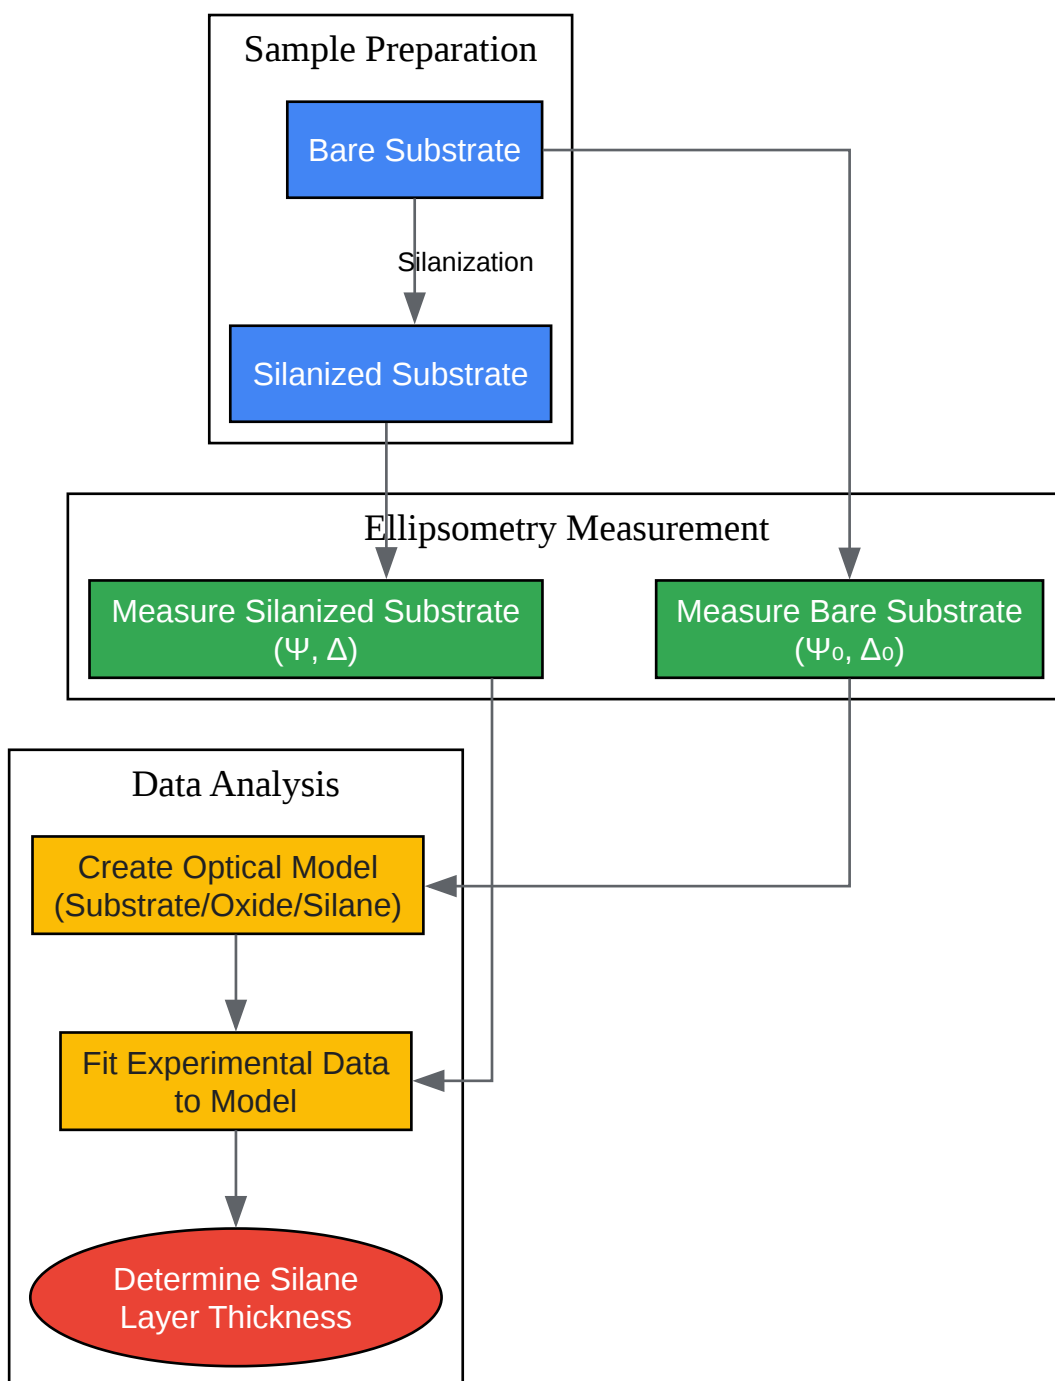 Sample Preparation
Bare Substrate
Silanization
Silanized Substrate
Ellipsometry Measurement
Measure Silanized Substrate
(Ψ, Δ)
Measure Bare Substrate
(Ψ₀, Δ₀)
Data Analysis
Create Optical Model
(Substrate/Oxide/Silane)
Fit Experimental Data
to Model
Determine Silane
Layer Thickness